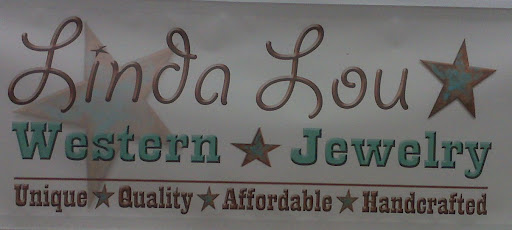 Linda Lou
Western ★ Jewelry
Unique ★ Quality ★ Affordable ★ Handcrafted